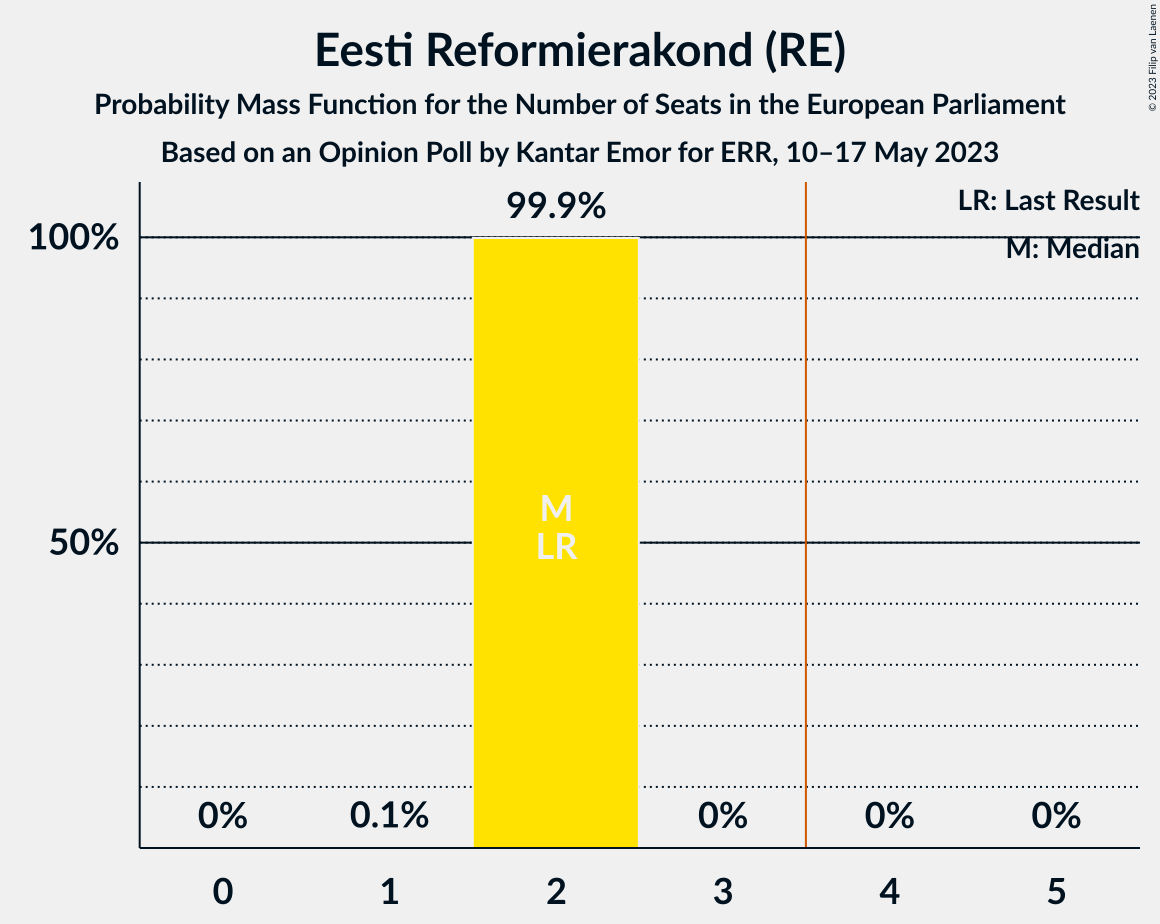 Eesti Reformierakond (RE)
Probability Mass Function for the Number of Seats in the European Parliament
Based on an Opinion Poll by Kantar Emor for ERR, 10–17 May 2023
© 2023 Filip van Laenen
LR: Last Result
M: Median
99.9%
100%
M
LR
50%
0% 0.1% 0% 0% 0%
0 1 2 3 4 5